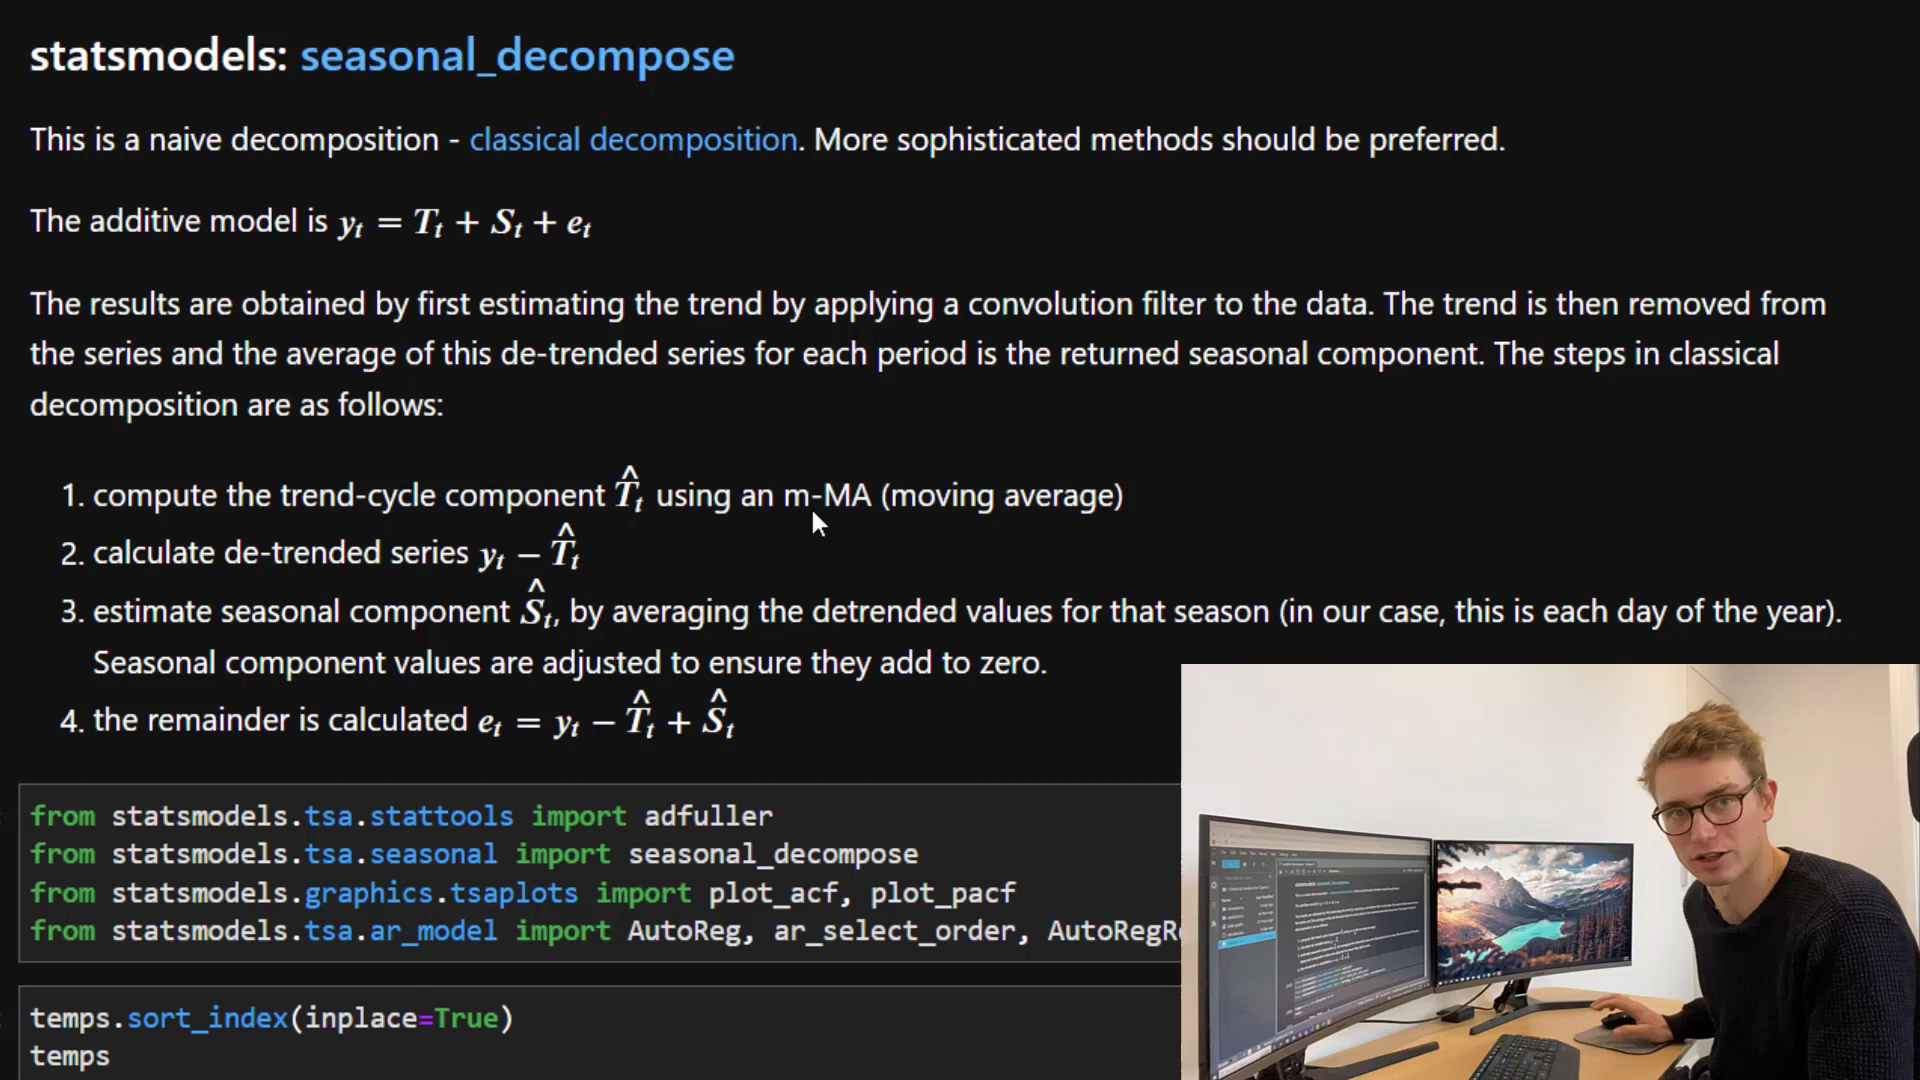 statsmodels: seasonal_decompose
This is a naive decomposition - classical decomposition. More sophisticated methods should be preferred.
The additive model is yₜ = Tₜ + Sₜ + eₜ
The results are obtained by first estimating the trend by applying a convolution filter to the data. The trend is then removed from
the series and the average of this de-trended series for each period is the returned seasonal component. The steps in classical
decomposition are as follows:
1. compute the trend-cycle component T̂ₜ using an m-MA (moving average)
2. calculate de-trended series yₜ − T̂ₜ
3. estimate seasonal component Ŝₜ, by averaging the detrended values for that season (in our case, this is each day of the year).
Seasonal component values are adjusted to ensure they add to zero.
4. the remainder is calculated eₜ = yₜ − T̂ₜ + Ŝₜ
from statsmodels.tsa.stattools import adfuller
from statsmodels.tsa.seasonal import seasonal_decompose
from statsmodels.graphics.tsaplots import plot_acf, plot_pacf
from statsmodels.tsa.ar_model import AutoReg, ar_select_order, AutoRegR
temps.sort_index(inplace=True)
temps